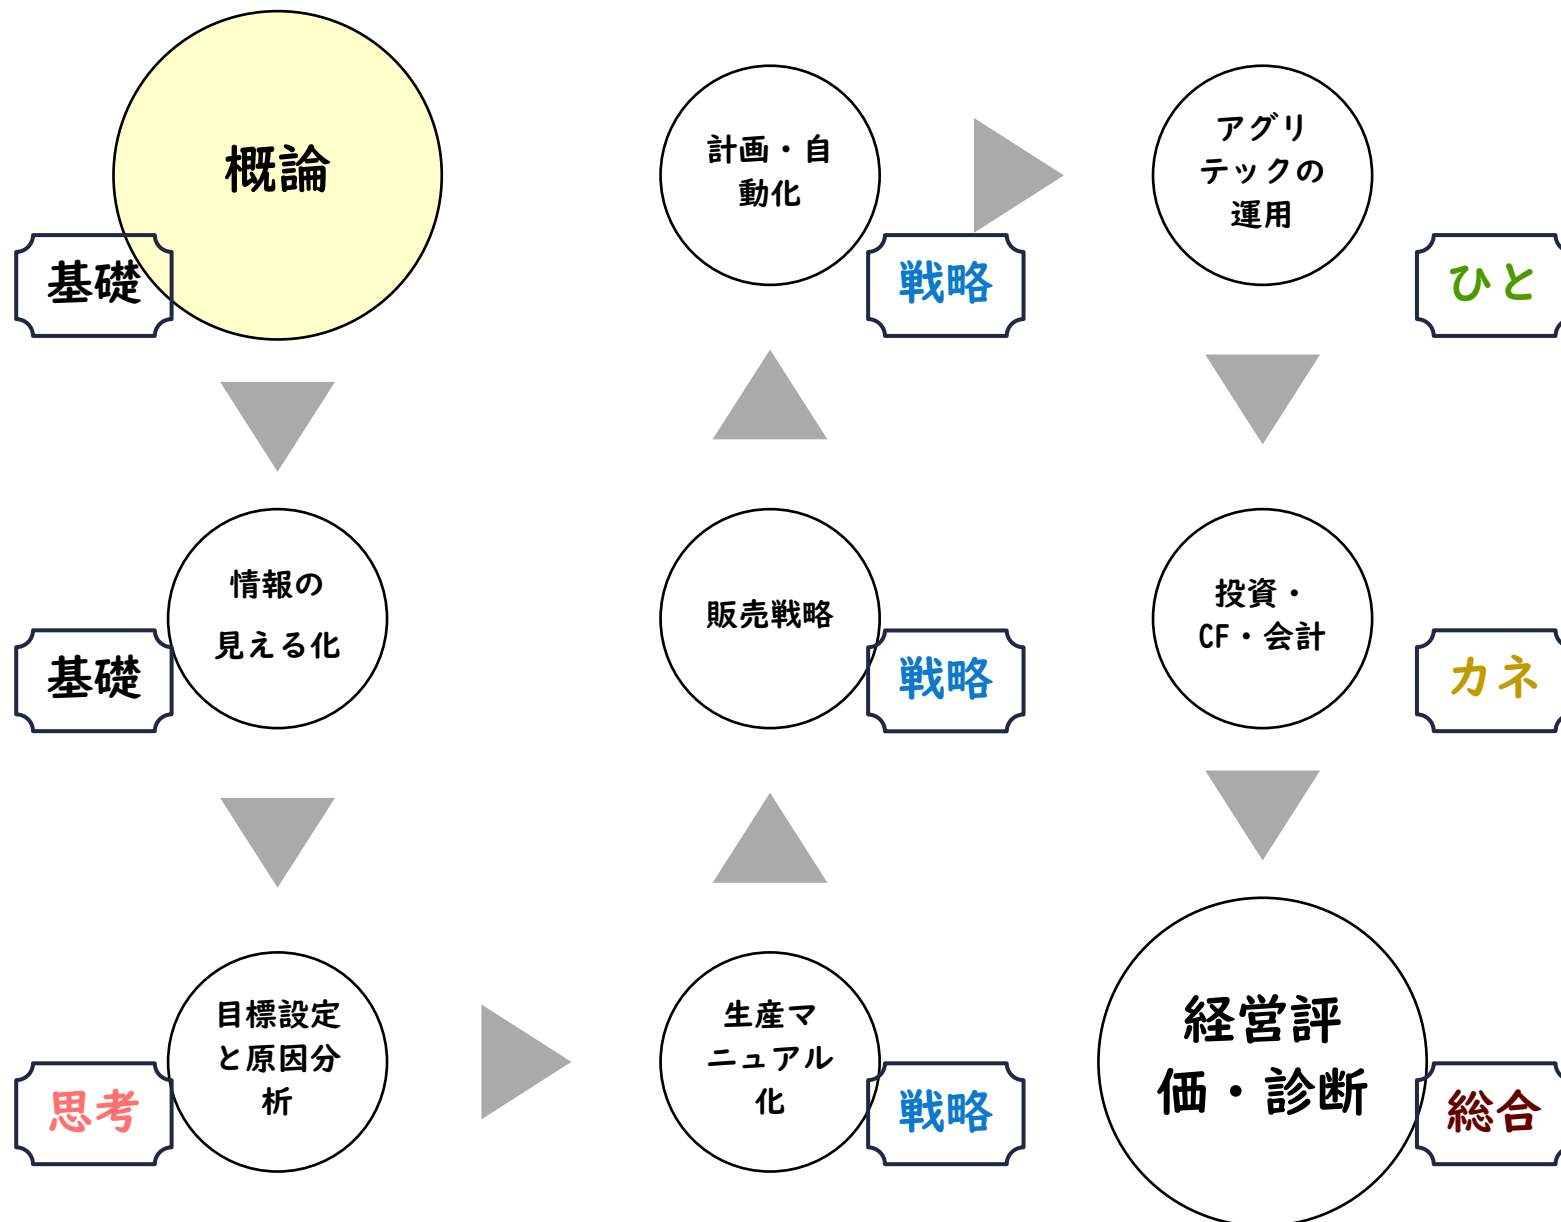 概論
基礎
情報の
見える化
基礎
目標設定
と原因分
析
思考
生産マ
ニュアル
化
戦略
販売戦略
戦略
計画・自
動化
戦略
アグリ
テックの
運用
ひと
投資・
CF・会計
カネ
経営評
価・診断
総合